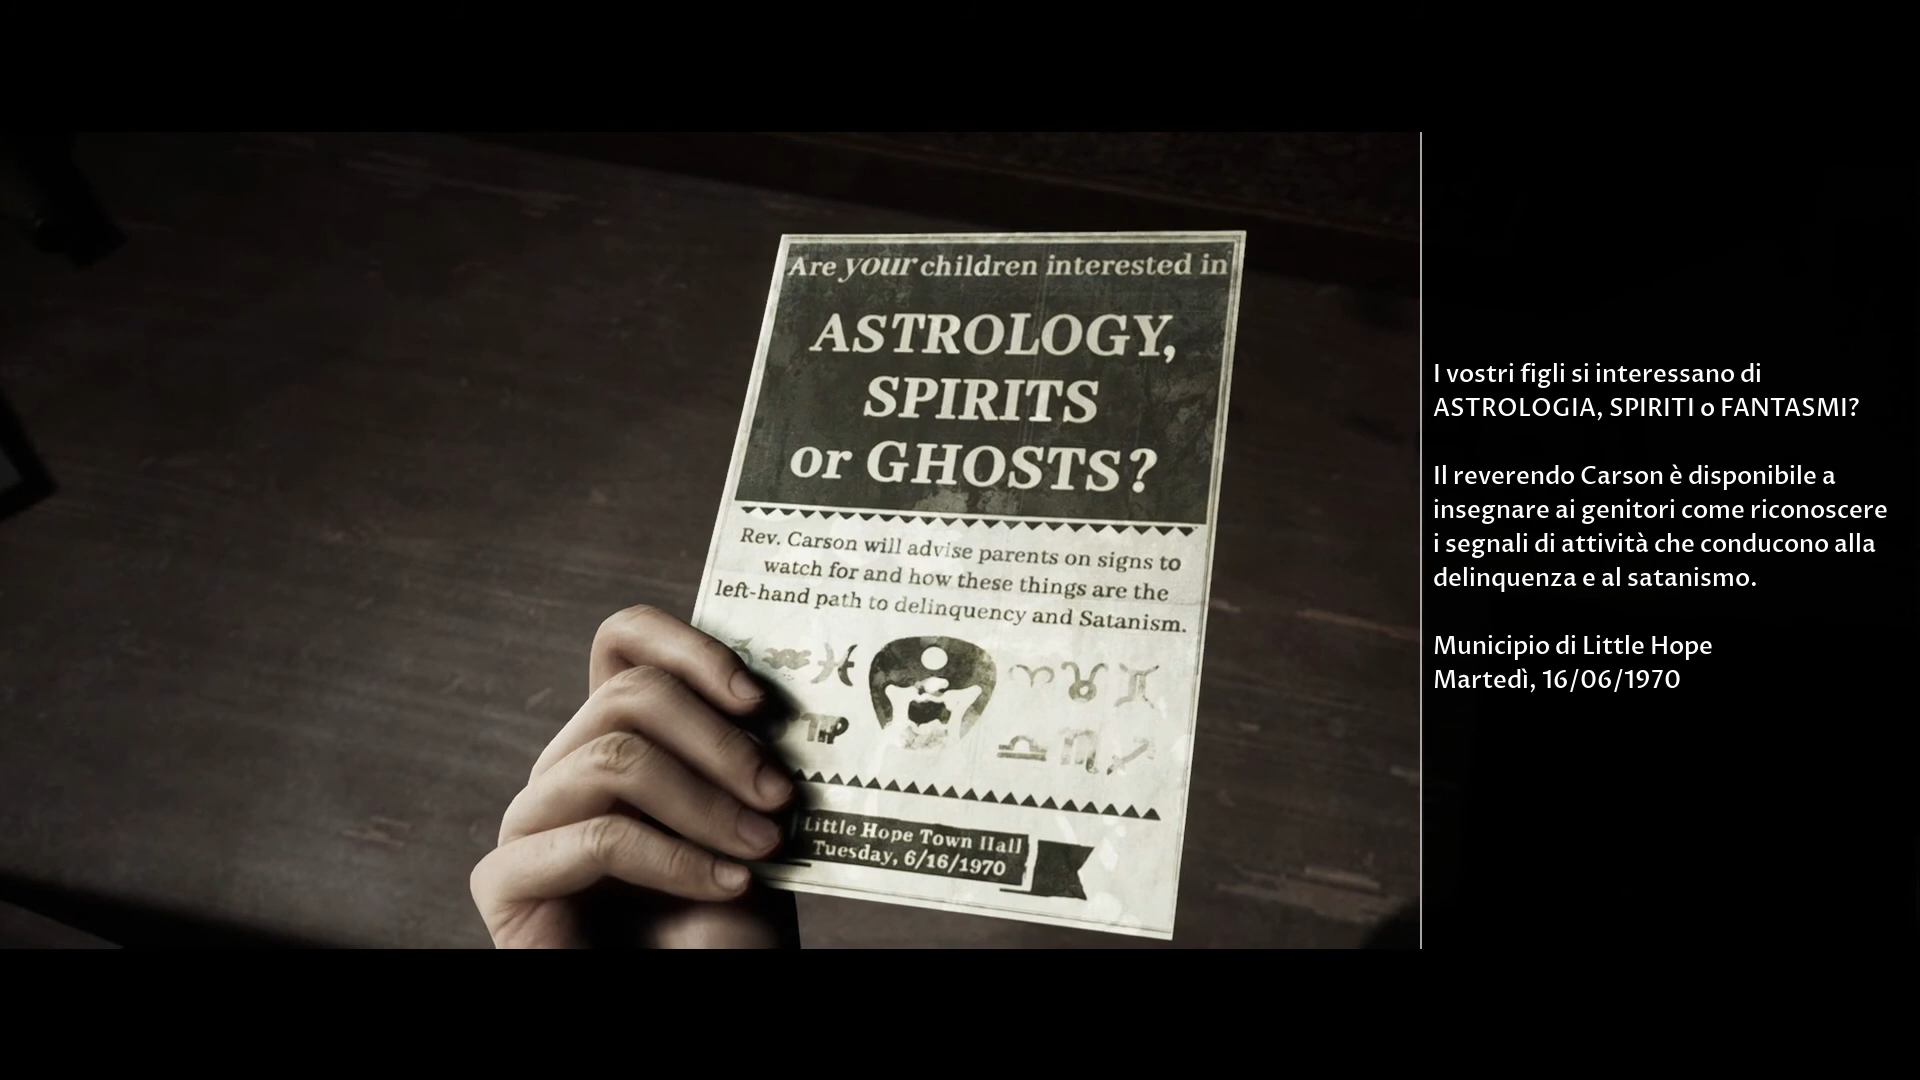 Are your children interested in
ASTROLOGY,
SPIRITS
or GHOSTS?
Rev. Carson will advise parents on signs to
watch for and how these things are the
left-hand path to delinquency and Satanism.
Little Hope Town Hall
Tuesday, 6/16/1970
I vostri figli si interessano di
ASTROLOGIA, SPIRITI o FANTASMI?
Il reverendo Carson è disponibile a
insegnare ai genitori come riconoscere
i segnali di attività che conducono alla
delinquenza e al satanismo.
Municipio di Little Hope
Martedì, 16/06/1970